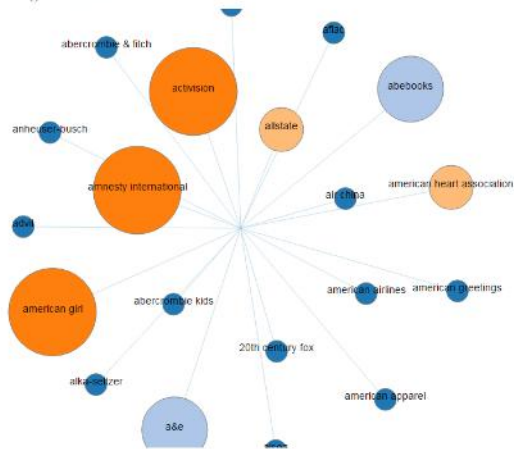 aflac
abercrombie & fitch
activision
abebooks
allstate
anheuser-busch
amnesty international
american heart association
air china
advil
american girl
abercrombie kids
american airlines
american greetings
20th century fox
alka-seltzer
american apparel
a&e